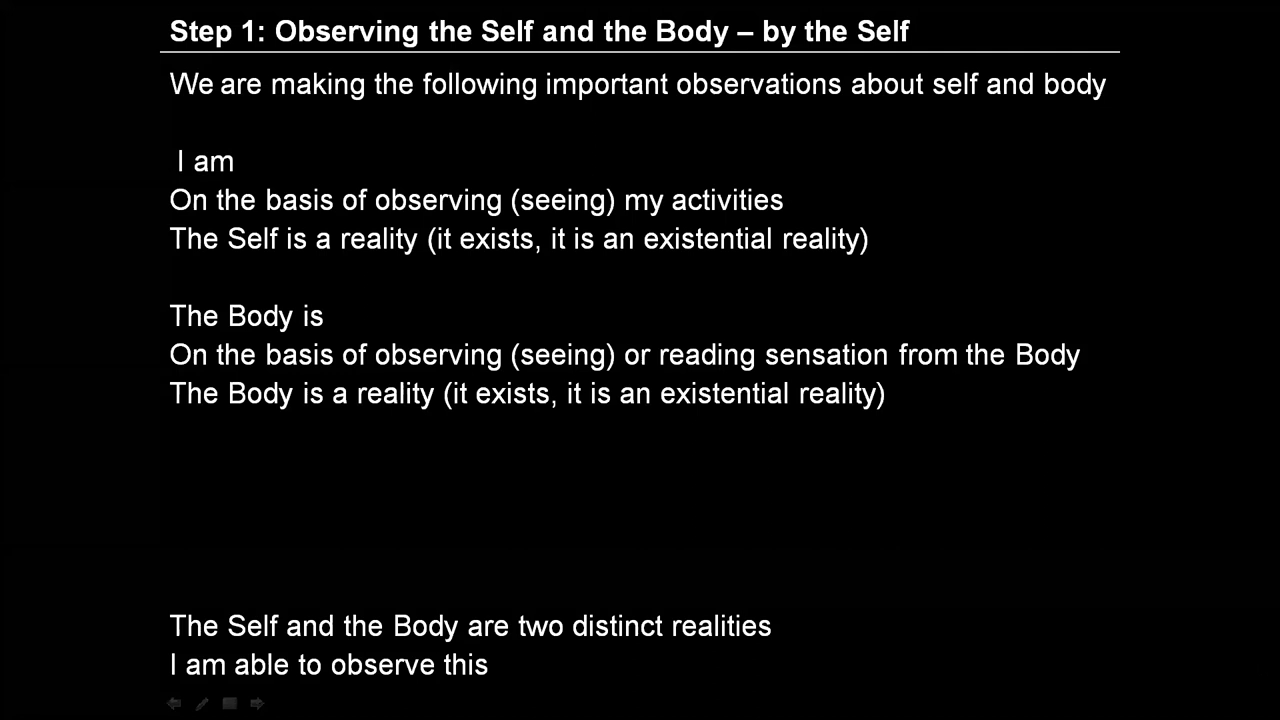 Step 1: Observing the Self and the Body – by the Self
We are making the following important observations about self and body
I am
On the basis of observing (seeing) my activities
The Self is a reality (it exists, it is an existential reality)
The Body is
On the basis of observing (seeing) or reading sensation from the Body
The Body is a reality (it exists, it is an existential reality)
The Self and the Body are two distinct realities
I am able to observe this